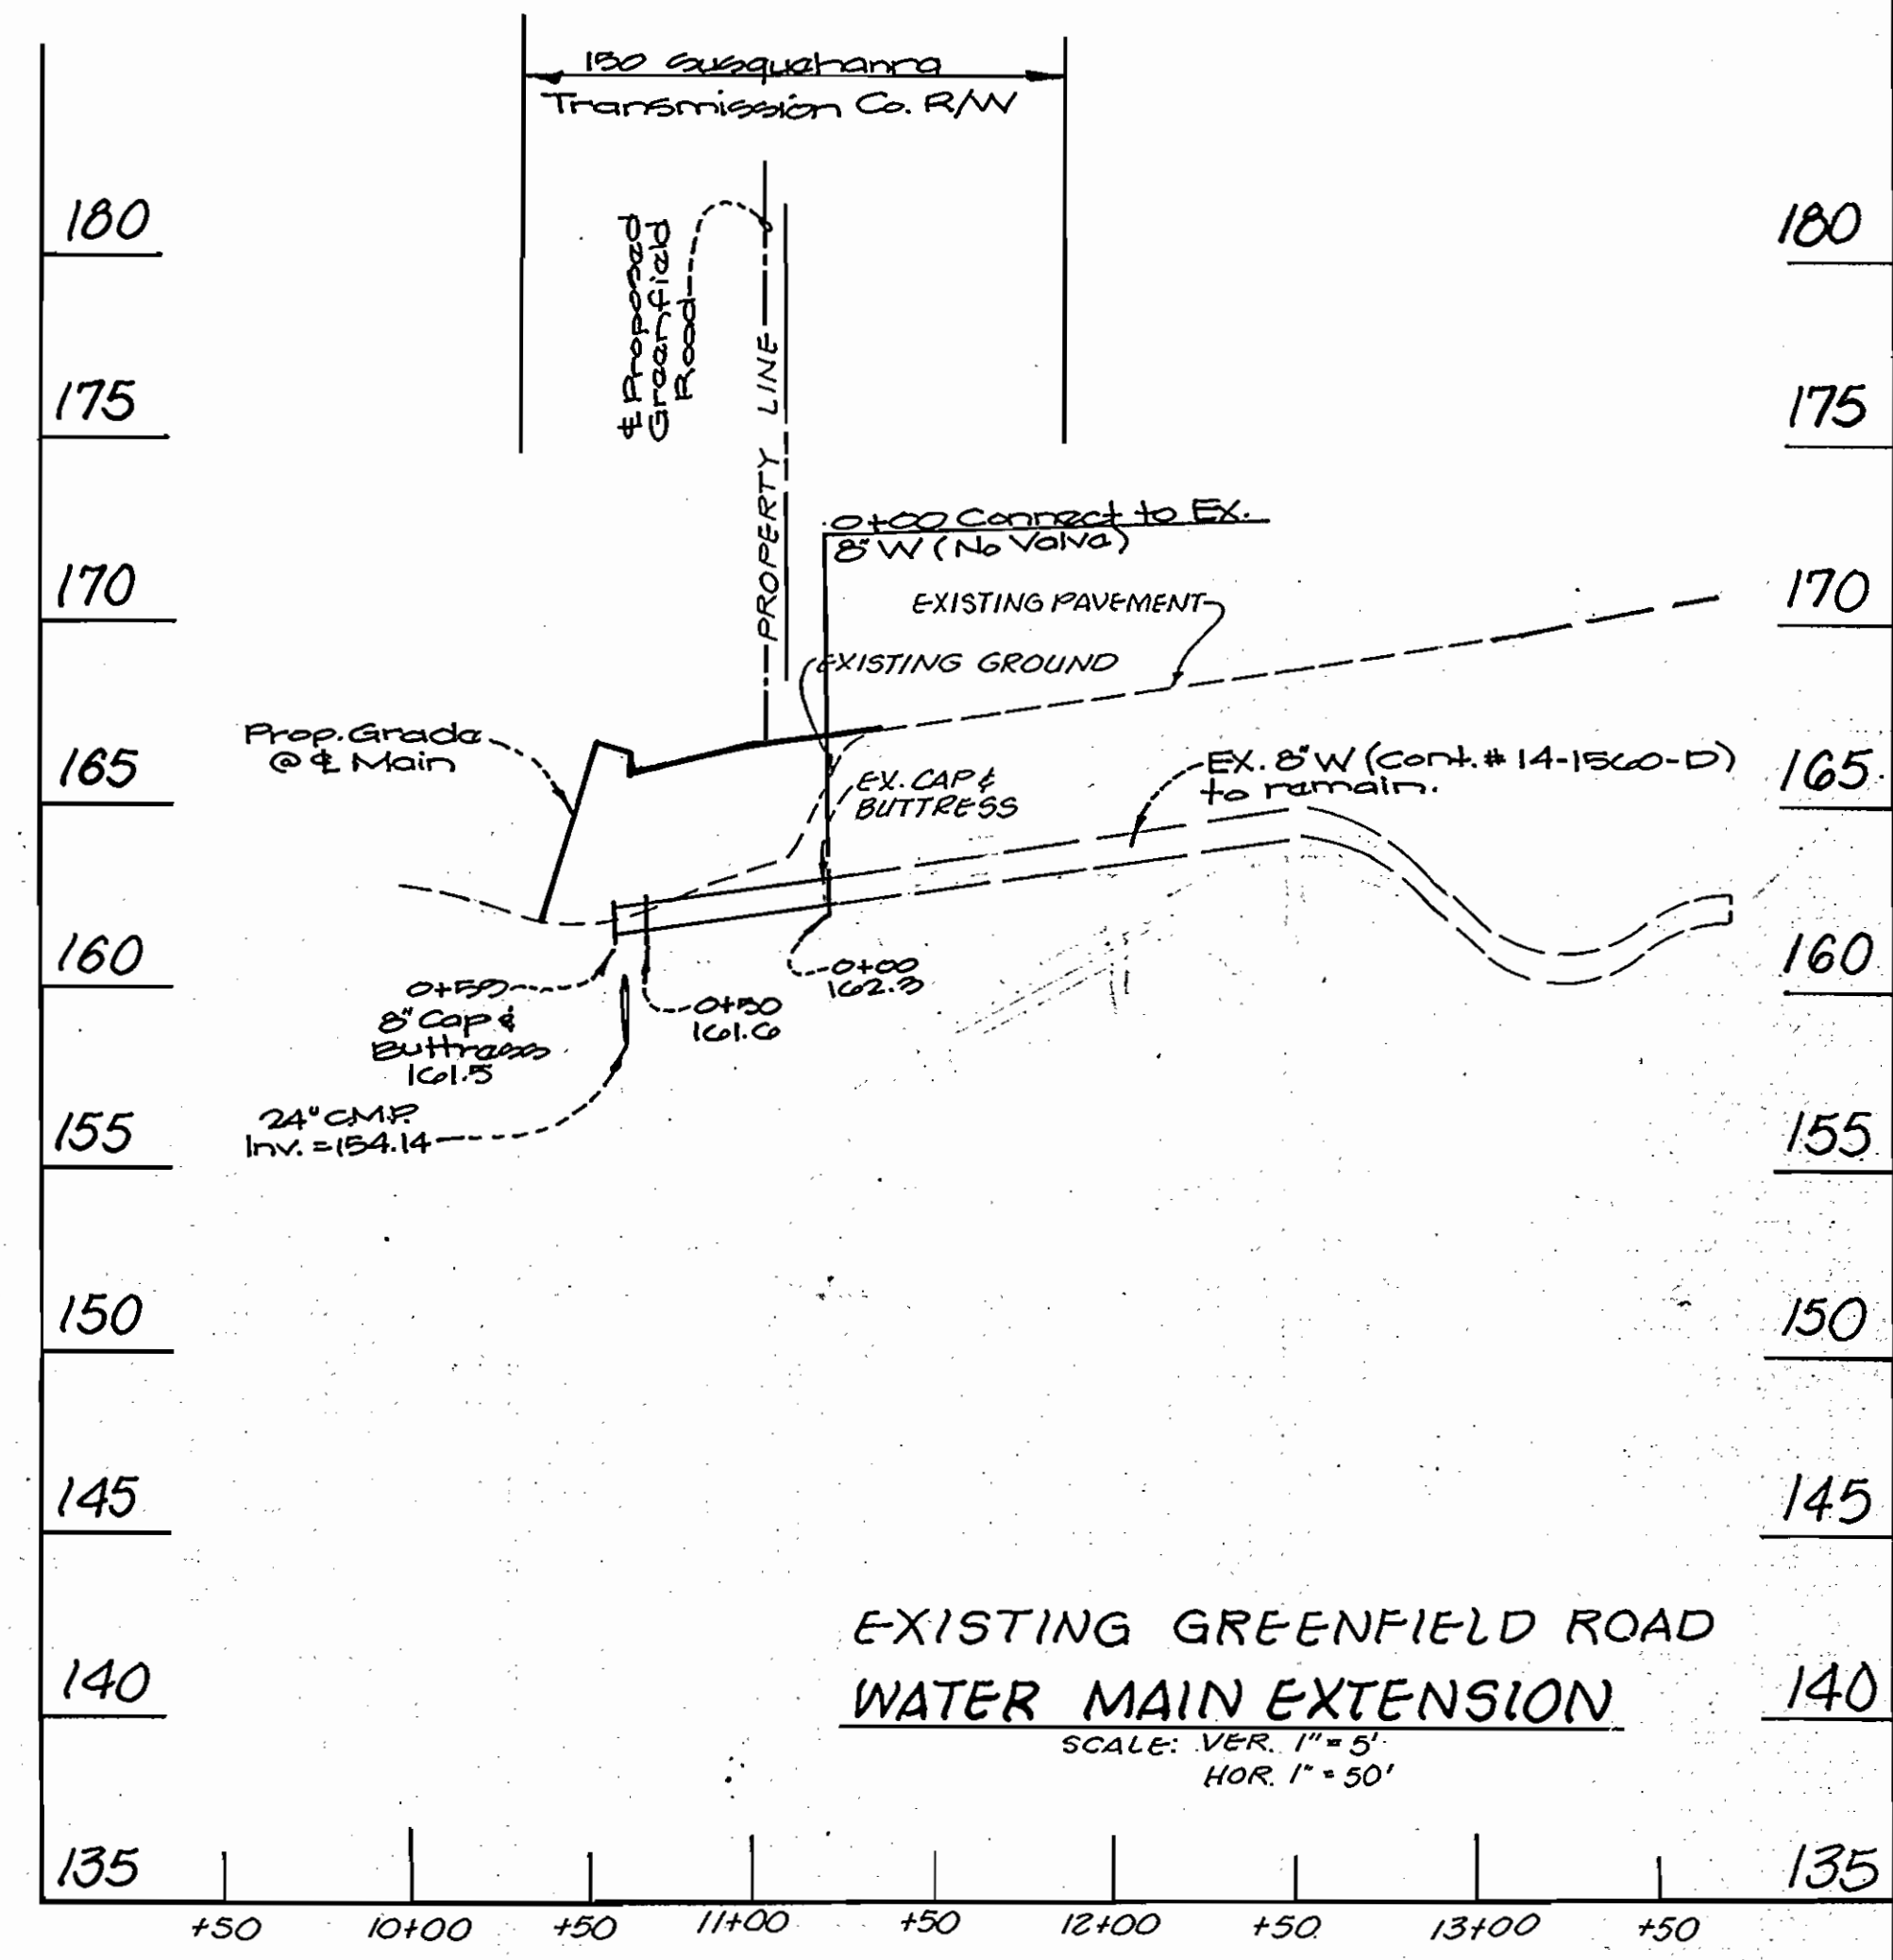 150 Susquehanna
Transmission Co. R/W
180
180
℄ Proposed
Greenfield
Road
PROPERTY LINE
175
175
0+00 Connect to Ex.
8" W (No Valve)
170
EXISTING PAVEMENT
170
EXISTING GROUND
Prop. Grade
@ ℄ Main
165
EX. CAP &
BUTTRESS
EX. 8" W (Cont. # 14-1560-D)
to remain.
165
160
160
0+59
8" Cap &
Buttress
161.5
0+50
161.6
0+00
162.3
24" C.M.P.
Inv. = 154.14
155
155
150
150
145
145
EXISTING GREENFIELD ROAD
WATER MAIN EXTENSION
SCALE: VER. 1" = 5'
HOR. 1" = 50'
140
140
135
135
+50 10+00 +50 11+00 +50 12+00 +50 13+00 +50